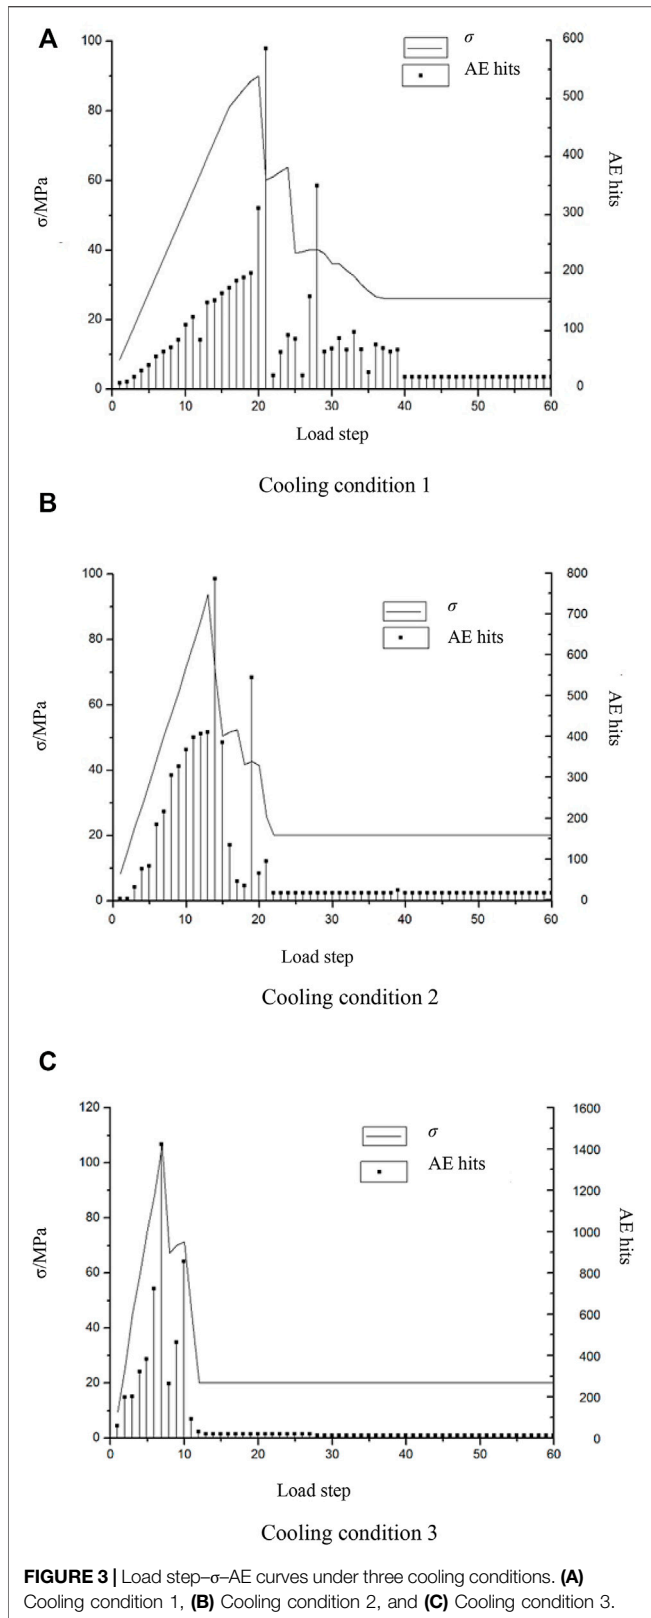 A
100
80
60
40
20
0
σ/MPa
σ
AE hits
600
500
400
300
200
100
0
AE hits
0 10 20 30 40 50 60
Load step
Cooling condition 1
B
100
80
60
40
20
0
σ/MPa
σ
AE hits
800
700
600
500
400
300
200
100
0
AE hits
0 10 20 30 40 50 60
Load step
Cooling condition 2
C
120
100
80
60
40
20
0
σ/MPa
σ
AE hits
1600
1400
1200
1000
800
600
400
200
0
AE hits
0 10 20 30 40 50 60
Load step
Cooling condition 3
FIGURE 3 | Load step–σ–AE curves under three cooling conditions. (A)
Cooling condition 1, (B) Cooling condition 2, and (C) Cooling condition 3.